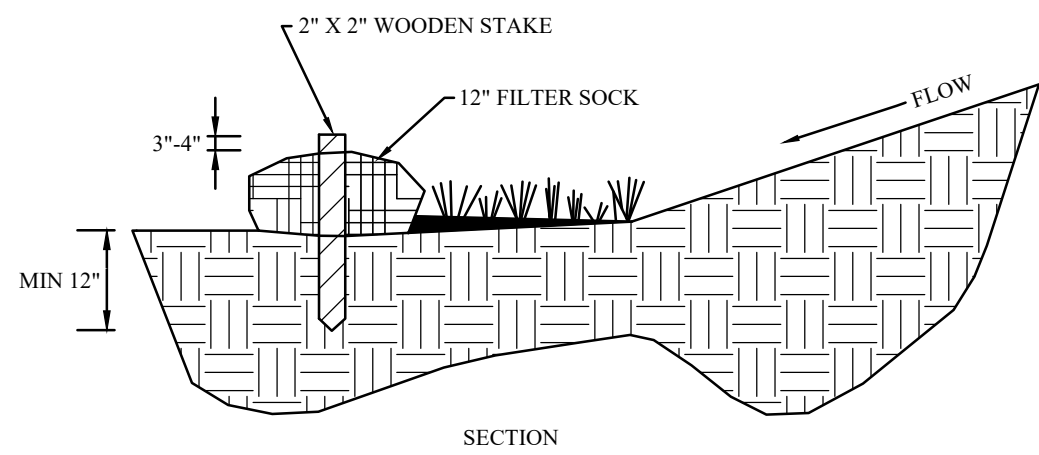 2" X 2" WOODEN STAKE
12" FILTER SOCK
FLOW
3"-4"
MIN 12"
SECTION